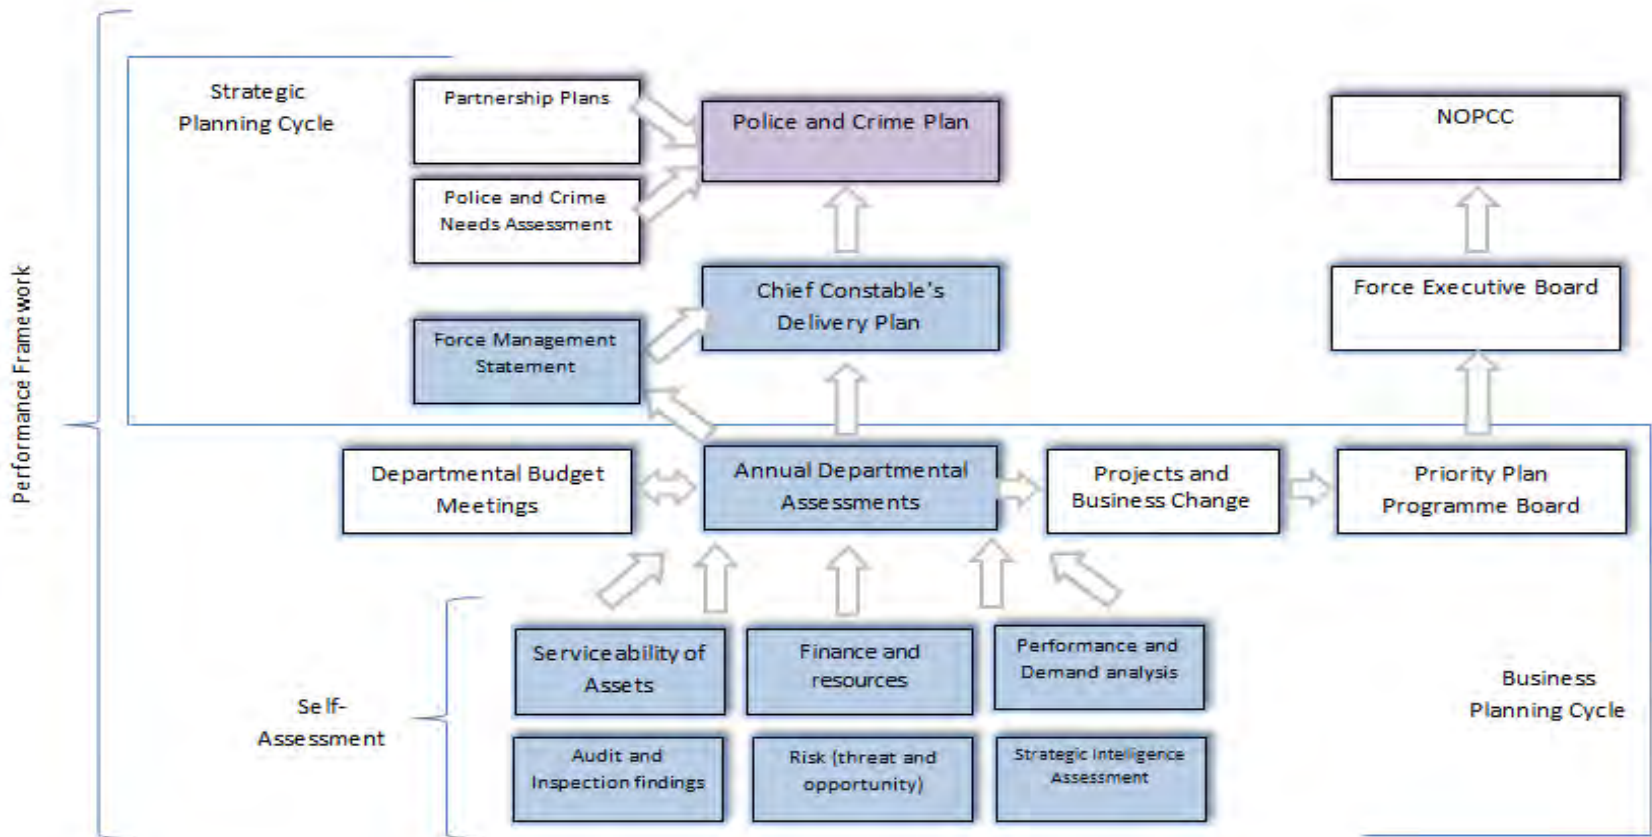 Performance Framework
Strategic
Planning Cycle
Partnership Plans
Police and Crime Plan
NOPCC
Police and Crime
Needs Assessment
Chief Constable's
Delivery Plan
Force Executive Board
Force Management
Statement
Departmental Budget
Meetings
Annual Departmental
Assessments
Projects and
Business Change
Priority Plan
Programme Board
Self-
Assessment
Serviceability of
Assets
Finance and
resources
Performance and
Demand analysis
Business
Planning Cycle
Audit and
Inspection findings
Risk (threat and
opportunity)
Strategic Intelligence
Assessment